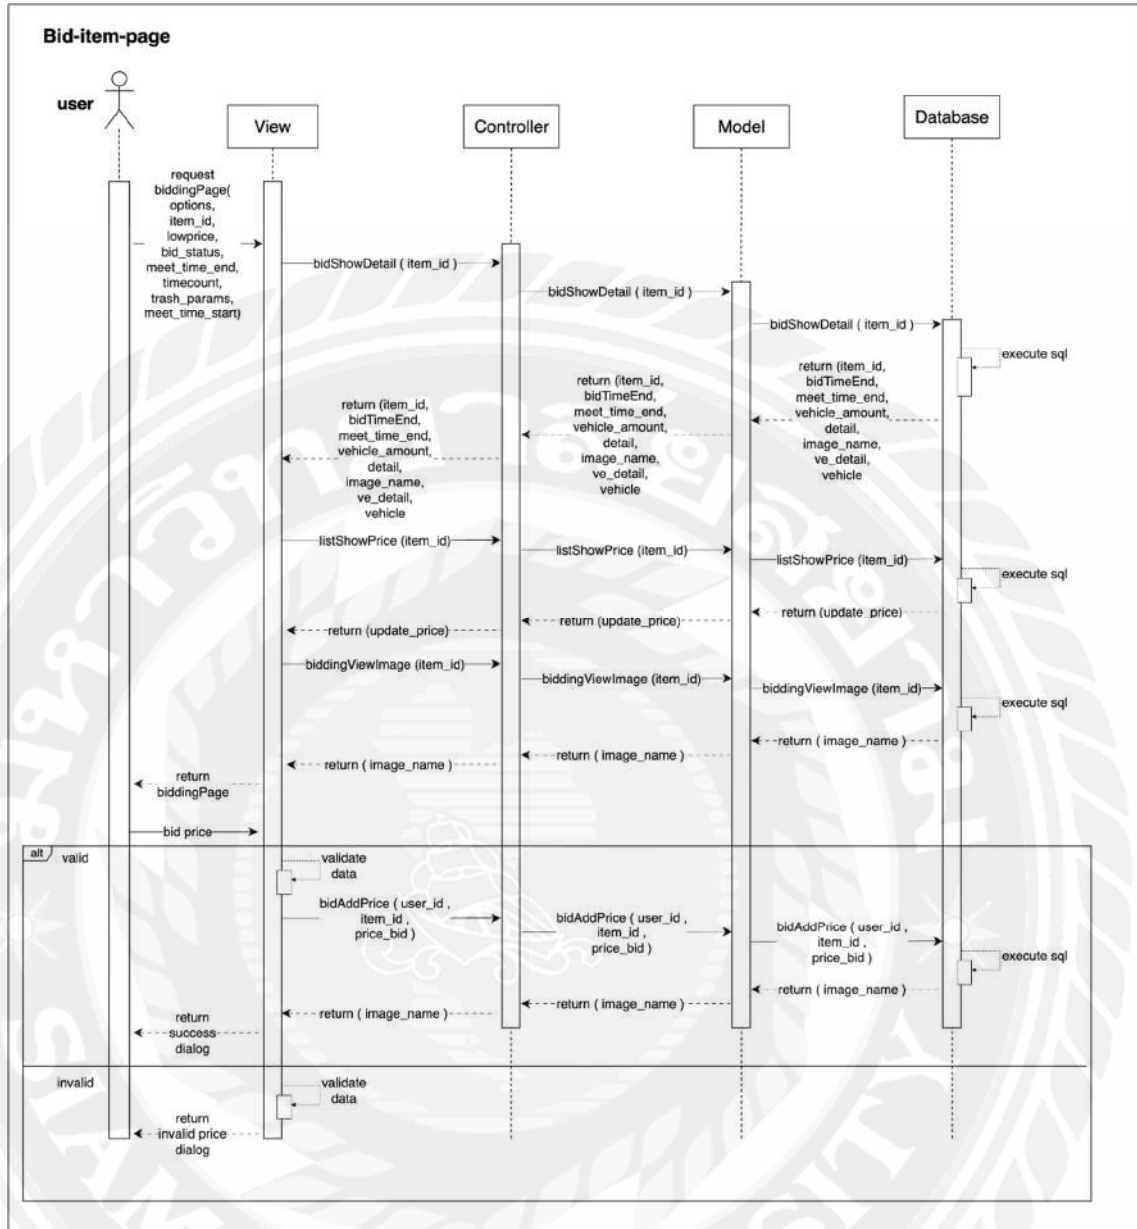 Bid-item-page
user
View
Controller
Model
Database
request
biddingPage(
options,
item_id,
lowprice,
bid_status,
meet_time_end,
timecount,
trash_params,
meet_time_start)
bidShowDetail ( item_id )
bidShowDetail ( item_id )
bidShowDetail ( item_id )
execute sql
return (item_id,
bidTimeEnd,
meet_time_end,
vehicle_amount,
detail,
image_name,
ve_detail,
vehicle
return (item_id,
bidTimeEnd,
meet_time_end,
vehicle_amount,
detail,
image_name,
ve_detail,
vehicle
return (item_id,
bidTimeEnd,
meet_time_end,
vehicle_amount,
detail,
image_name,
ve_detail,
vehicle
listShowPrice (item_id)
listShowPrice (item_id)
listShowPrice (item_id)
execute sql
return (update_price)
return (update_price)
return (update_price)
biddingViewImage (item_id)
biddingViewImage (item_id)
biddingViewImage (item_id)
execute sql
return ( image_name )
return ( image_name )
return ( image_name )
return
biddingPage
bid price
alt
valid
validate
data
bidAddPrice ( user_id ,
item_id ,
price_bid )
bidAddPrice ( user_id ,
item_id ,
price_bid )
bidAddPrice ( user_id ,
item_id ,
price_bid )
execute sql
return ( image_name )
return ( image_name )
return ( image_name )
return
success
dialog
invalid
validate
data
return
invalid price
dialog